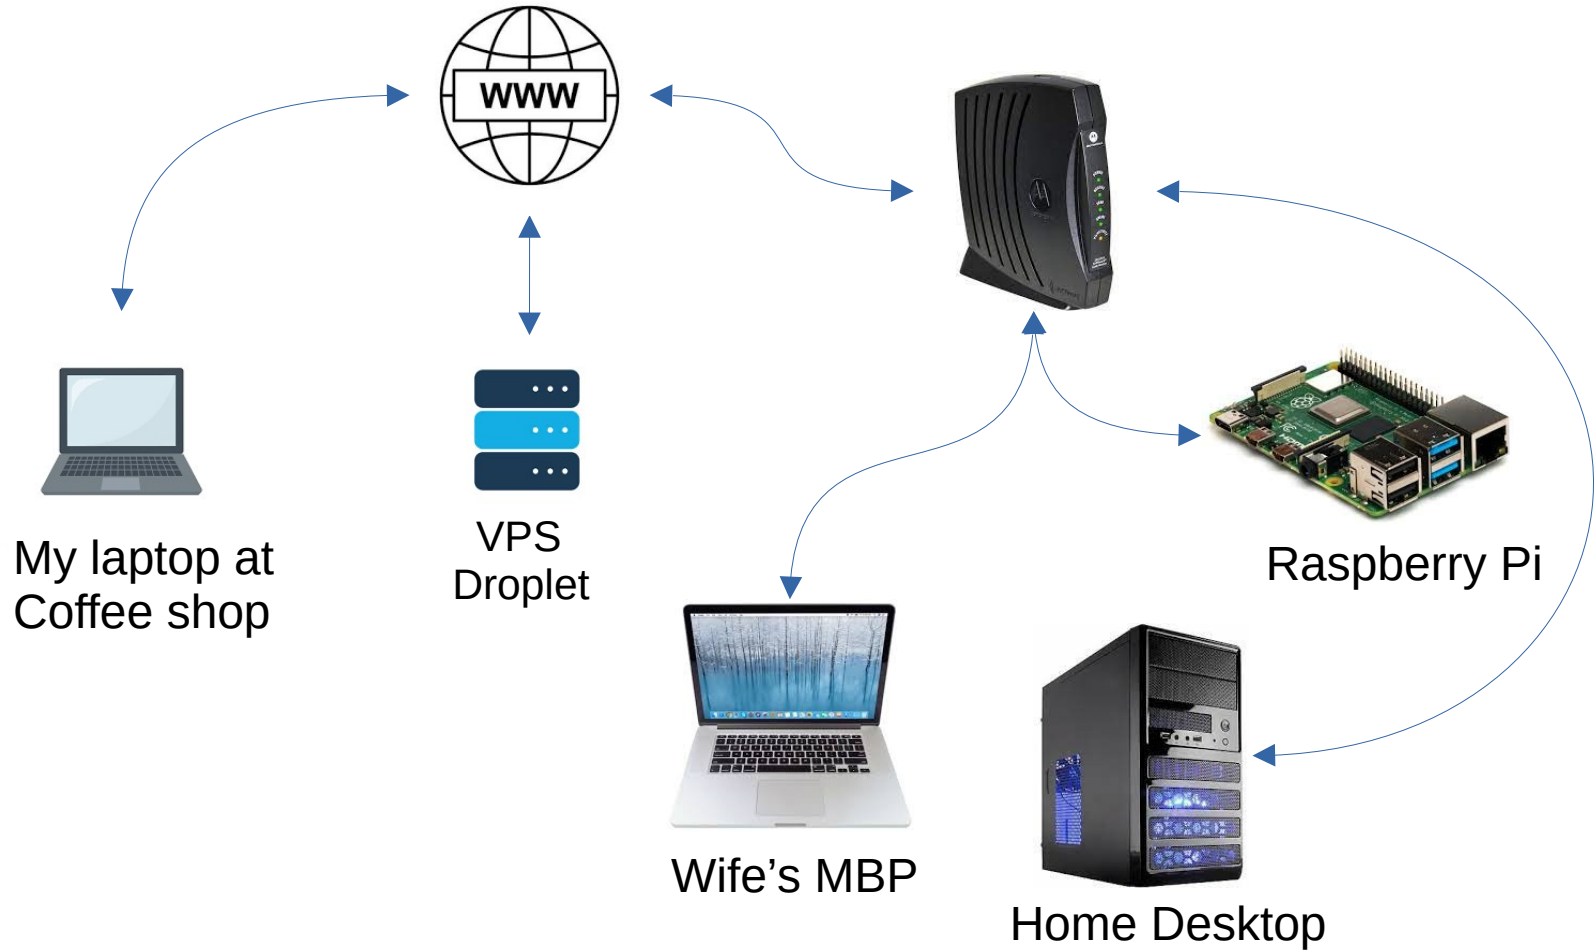 WWW
My laptop at
Coffee shop
VPS
Droplet
Raspberry Pi
Wife’s MBP
Home Desktop